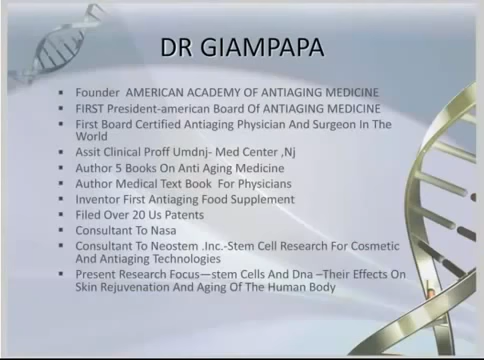 DR GIAMPAPA
▪ Founder AMERICAN ACADEMY OF ANTIAGING MEDICINE
▪ FIRST President-american Board Of ANTIAGING MEDICINE
▪ First Board Certified Antiaging Physician And Surgeon In The
World
▪ Assit Clinical Proff Umdnj- Med Center ,Nj
▪ Author 5 Books On Anti Aging Medicine
▪ Author Medical Text Book For Physicians
▪ Inventor First Antiaging Food Supplement
▪ Filed Over 20 Us Patents
▪ Consultant To Nasa
▪ Consultant To Neostem .Inc.-Stem Cell Research For Cosmetic
And Antiaging Technologies
▪ Present Research Focus—stem Cells And Dna –Their Effects On
Skin Rejuvenation And Aging Of The Human Body